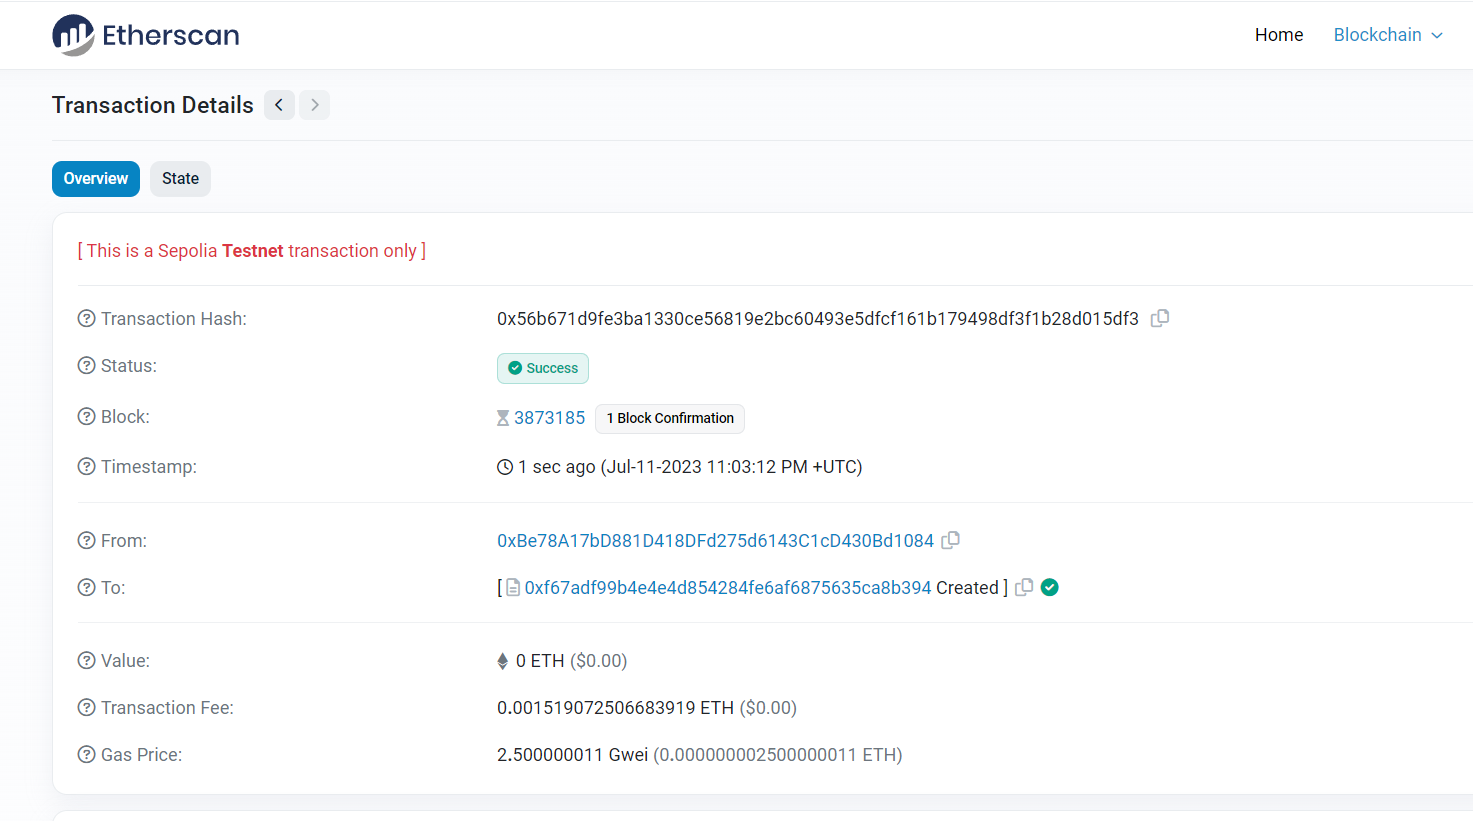 Etherscan
Home Blockchain
Transaction Details
Overview State
[ This is a Sepolia Testnet transaction only ]
Transaction Hash: 0x56b671d9fe3ba1330ce56819e2bc60493e5dfcf161b179498df3f1b28d015df3
Status: Success
Block: 3873185 1 Block Confirmation
Timestamp: 1 sec ago (Jul-11-2023 11:03:12 PM +UTC)
From: 0xBe78A17bD881D418DFd275d6143C1cD430Bd1084
To: [ 0xf67adf99b4e4e4d854284fe6af6875635ca8b394 Created ]
Value: 0 ETH ($0.00)
Transaction Fee: 0.001519072506683919 ETH ($0.00)
Gas Price: 2.500000011 Gwei (0.000000002500000011 ETH)